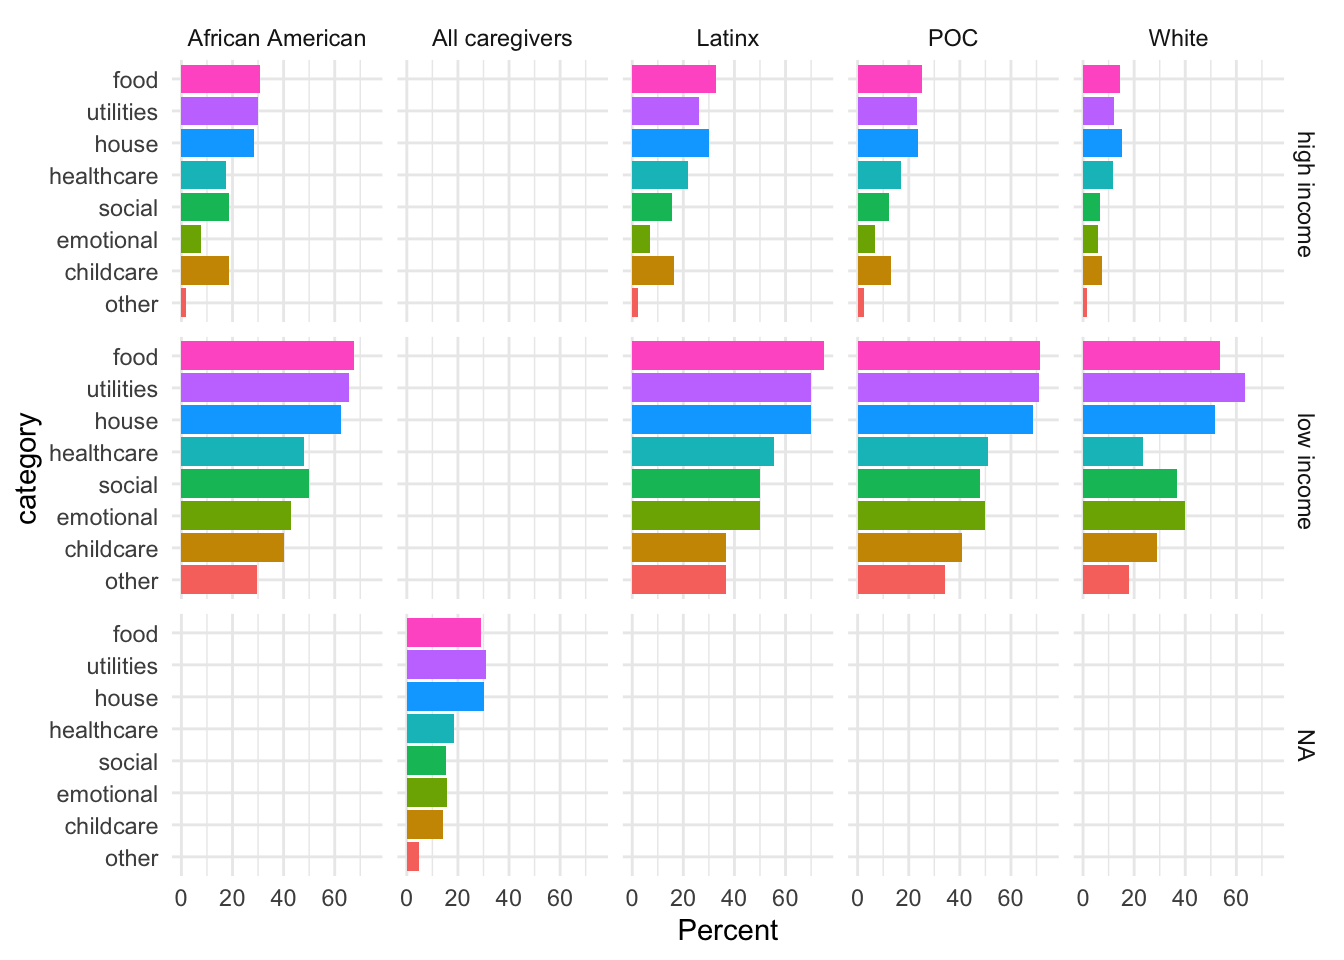 African American All caregivers Latinx POC White
food
utilities
house
healthcare
social
emotional
childcare
other
high income
food
utilities
house
healthcare
social
emotional
childcare
other
low income
category
food
utilities
house
healthcare
social
emotional
childcare
other
NA
0 20 40 60 0 20 40 60 0 20 40 60 0 20 40 60 0 20 40 60
Percent